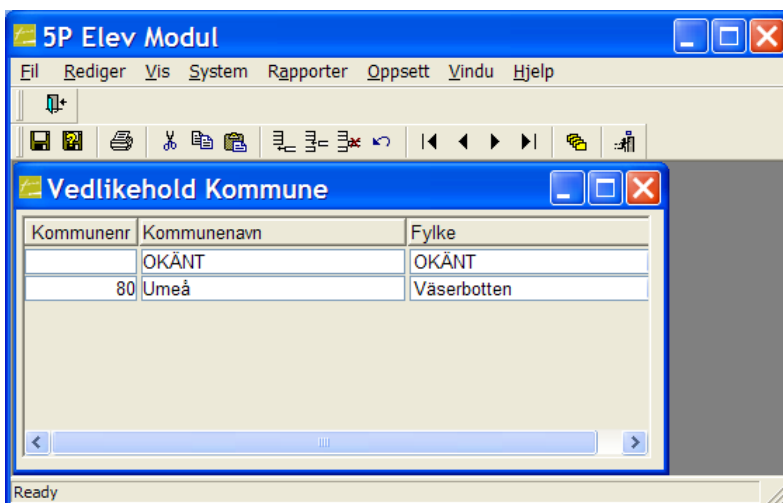 5P Elev Modul
Fil Rediger Vis System Rapporter Oppsett Vindu Hjelp
Vedlikehold Kommune
Kommunenr Kommunenavn Fylke
OKÄNT OKÄNT
80 Umeå Väserbotten
Ready